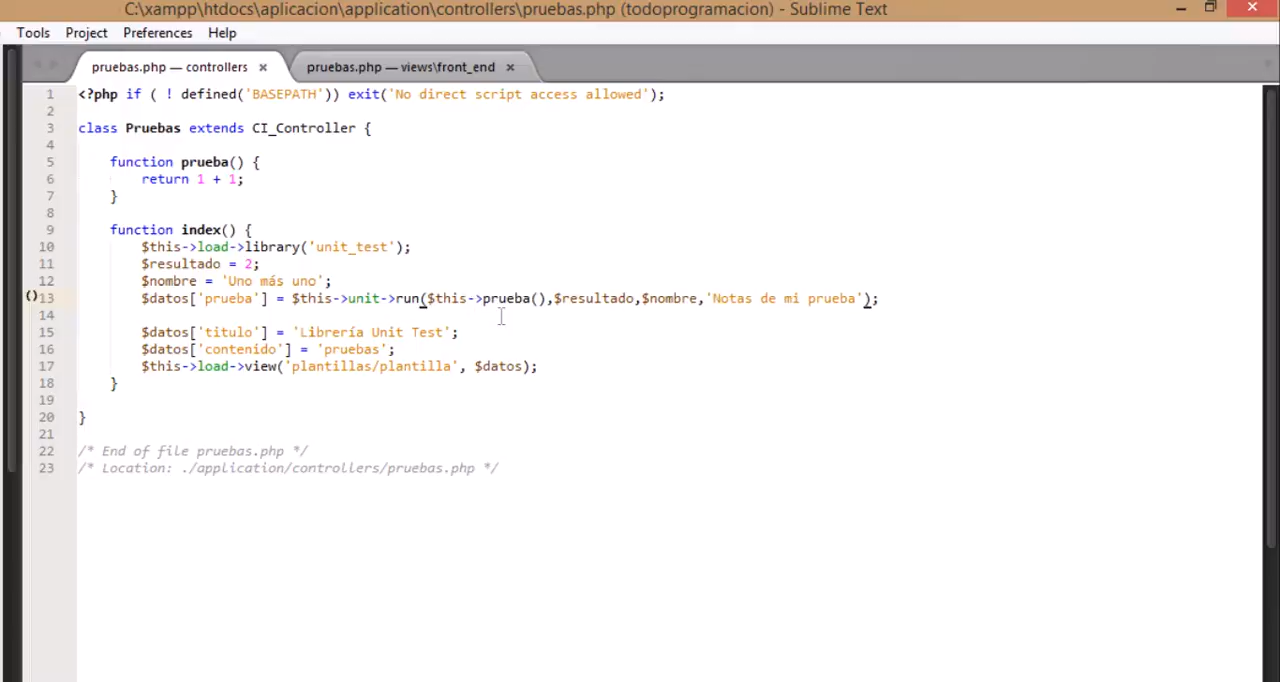 C:\xampp\htdocs\aplicacion\application\controllers\pruebas.php (todoprogramacion) - Sublime Text
Tools Project Preferences Help
pruebas.php — controllers × pruebas.php — views\front_end ×
1 <?php if ( ! defined('BASEPATH')) exit('No direct script access allowed');
2
3 class Pruebas extends CI_Controller {
4
5 function prueba() {
6 return 1 + 1;
7 }
8
9 function index() {
10 $this->load->library('unit_test');
11 $resultado = 2;
12 $nombre = 'Uno más uno';
13 $datos['prueba'] = $this->unit->run($this->prueba(),$resultado,$nombre,'Notas de mi prueba');
14
15 $datos['titulo'] = 'Librería Unit Test';
16 $datos['contenido'] = 'pruebas';
17 $this->load->view('plantillas/plantilla', $datos);
18 }
19
20 }
21
22 /* End of file pruebas.php */
23 /* Location: ./application/controllers/pruebas.php */